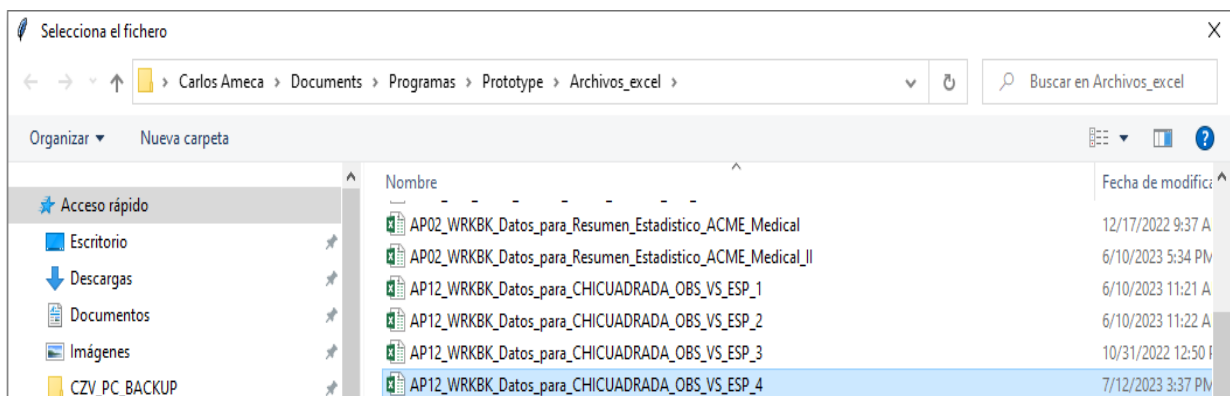 Selecciona el fichero
Carlos Ameca > Documents > Programas > Prototype > Archivos_excel >
Buscar en Archivos_excel
Organizar Nueva carpeta
Nombre Fecha de modifica
Acceso rápido
AP02_WRKBK_Datos_para_Resumen_Estadistico_ACME_Medical 12/17/2022 9:37 A
Escritorio
AP02_WRKBK_Datos_para_Resumen_Estadistico_ACME_Medical_II 6/10/2023 5:34 PM
Descargas
AP12_WRKBK_Datos_para_CHICUADRADA_OBS_VS_ESP_1 6/10/2023 11:21 A
Documentos
AP12_WRKBK_Datos_para_CHICUADRADA_OBS_VS_ESP_2 6/10/2023 11:22 A
Imágenes
AP12_WRKBK_Datos_para_CHICUADRADA_OBS_VS_ESP_3 10/31/2022 12:50
CZV_PC_BACKUP
AP12_WRKBK_Datos_para_CHICUADRADA_OBS_VS_ESP_4 7/12/2023 3:37 PM